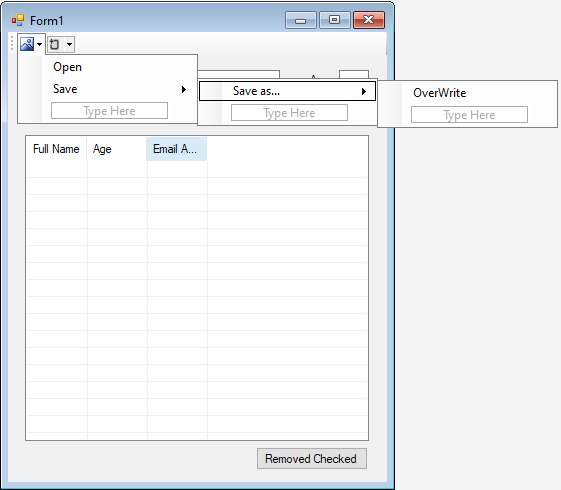 Form1
Open
Save
Type Here
Save as...
Type Here
OverWrite
Type Here
Full Name Age Email A...
Removed Checked